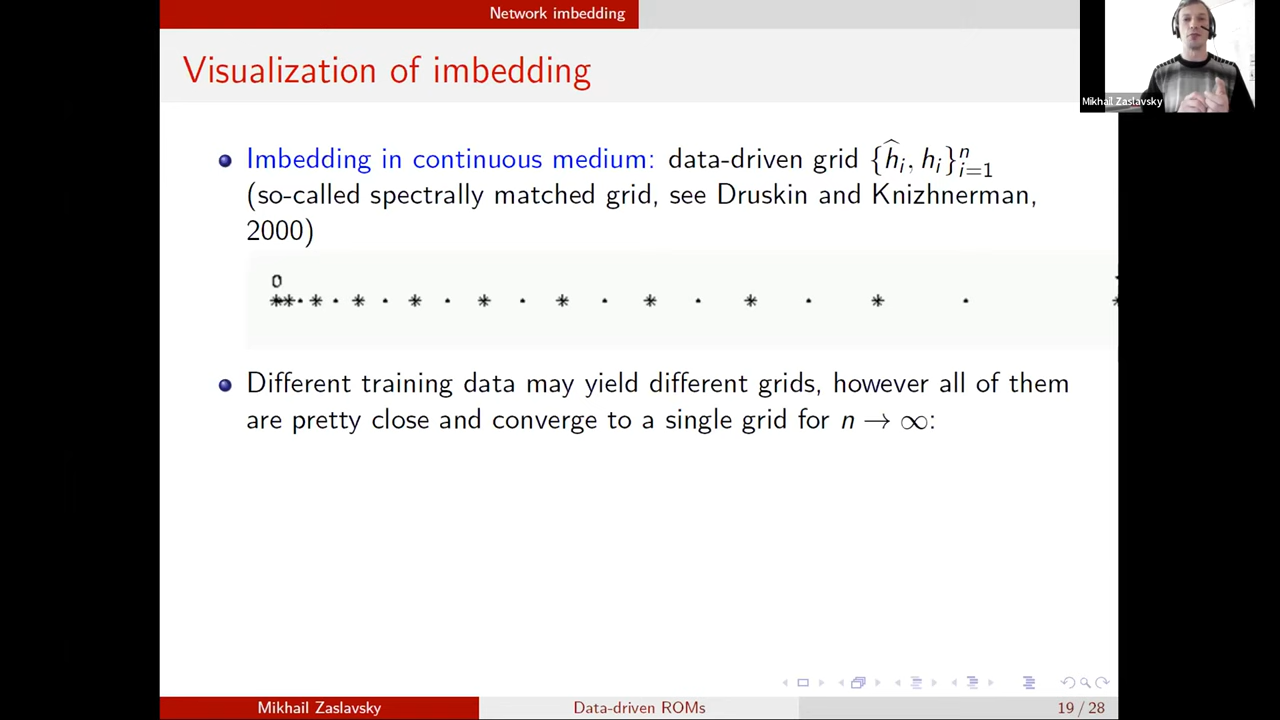 Network imbedding
Visualization of imbedding
Mikhail Zaslavsky
Imbedding in continuous medium: data-driven grid {ĥᵢ, hᵢ}ⁿᵢ₌₁
(so-called spectrally matched grid, see Druskin and Knizhnerman,
2000)
0
Different training data may yield different grids, however all of them
are pretty close and converge to a single grid for n → ∞:
Mikhail Zaslavsky
Data-driven ROMs
19 / 28